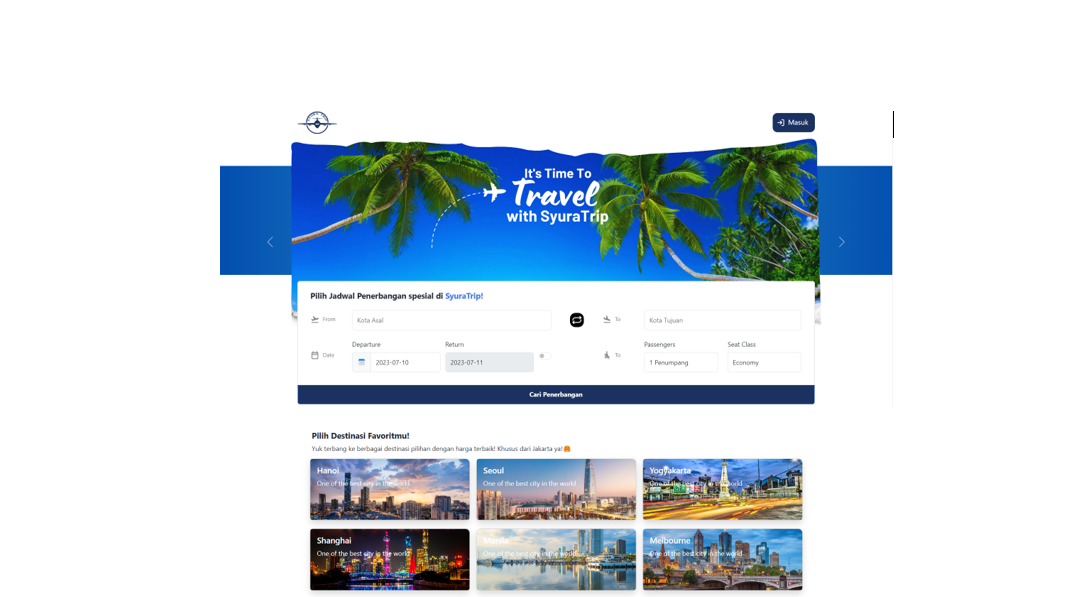 Masuk
It's Time To
Travel
with SyuraTrip
Pilih Jadwal Penerbangan spesial di SyuraTrip!
From
Kota Asal
To
Kota Tujuan
Departure
Return
Passengers
Seat Class
Date
2023-07-10
2023-07-11
To
1 Penumpang
Economy
Cari Penerbangan
Pilih Destinasi Favoritmu!
Yuk terbang ke berbagai destinasi pilihan dengan harga terbaik! Khusus dari Jakarta ya!🤗
Hanoi
One of the best city in the world
Seoul
One of the best city in the world
Yogyakarta
One of the best city in the world
Shanghai
One of the best city in the world
Manila
One of the best city in the world
Melbourne
One of the best city in the world